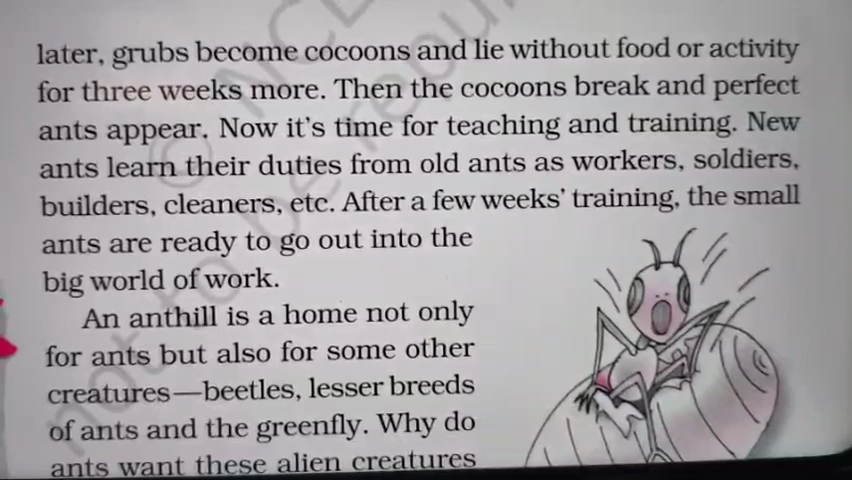 later, grubs become cocoons and lie without food or activity
for three weeks more. Then the cocoons break and perfect
ants appear. Now it's time for teaching and training. New
ants learn their duties from old ants as workers, soldiers,
builders, cleaners, etc. After a few weeks' training, the small
ants are ready to go out into the
big world of work.
An anthill is a home not only
for ants but also for some other
creatures—beetles, lesser breeds
of ants and the greenfly. Why do
ants want these alien creatures
not to be